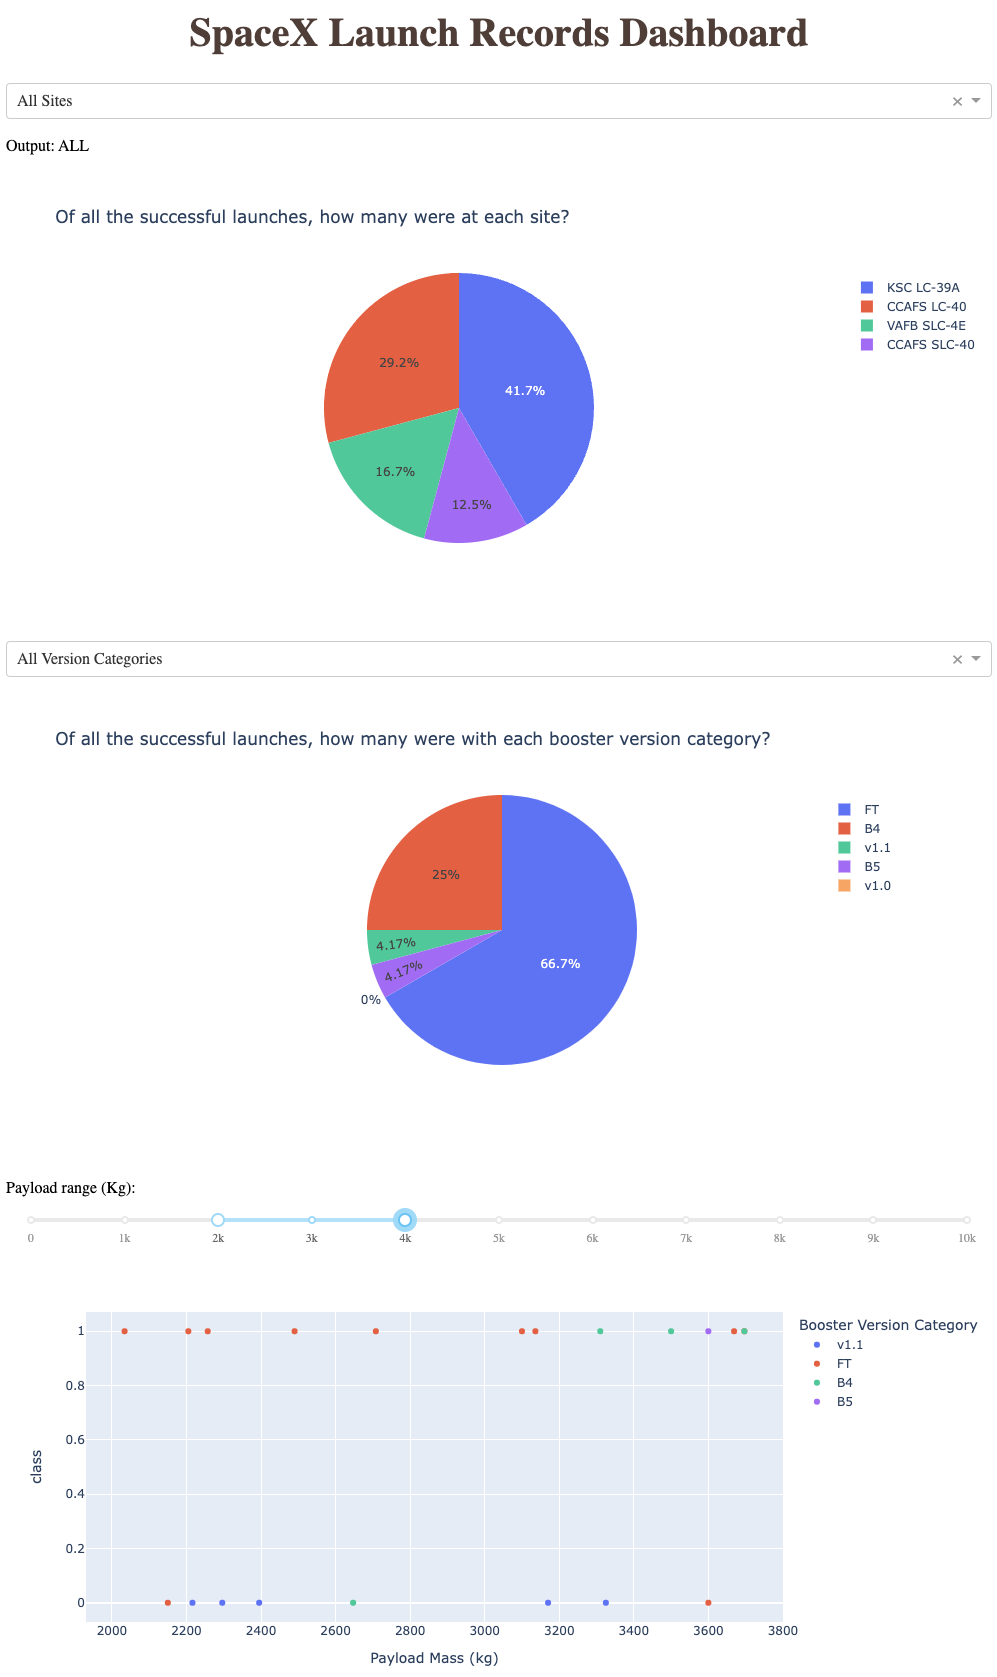 SpaceX Launch Records Dashboard
All Sites
Output: ALL
Of all the successful launches, how many were at each site?
KSC LC-39A
CCAFS LC-40
VAFB SLC-4E
CCAFS SLC-40
29.2%
41.7%
16.7%
12.5%
All Version Categories
Of all the successful launches, how many were with each booster version category?
FT
B4
v1.1
B5
v1.0
25%
4.17%
4.17%
66.7%
0%
Payload range (Kg):
0 1k 2k 3k 4k 5k 6k 7k 8k 9k 10k
Booster Version Category
v1.1
FT
B4
B5
1
0.8
0.6
0.4
0.2
0
class
2000 2200 2400 2600 2800 3000 3200 3400 3600 3800
Payload Mass (kg)